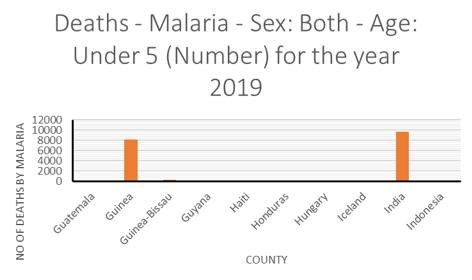 Deaths - Malaria - Sex: Both - Age:
Under 5 (Number) for the year
2019
NO OF DEATHS BY MALARIA
12000
10000
8000
6000
4000
2000
0
Guatemala
Guinea
Guinea-Bissau
Guyana
Haiti
Honduras
Hungary
Iceland
India
Indonesia
COUNTY